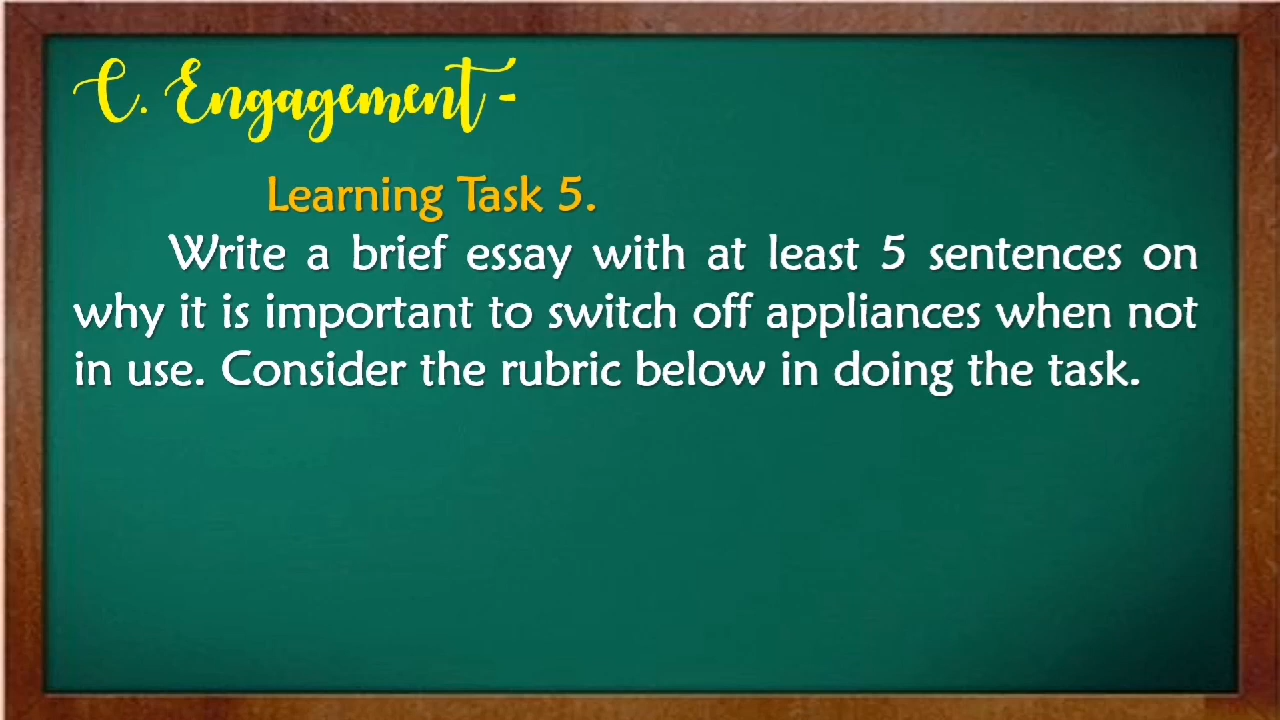 C. Engagement -
Learning Task 5.
Write a brief essay with at least 5 sentences on
why it is important to switch off appliances when not
in use. Consider the rubric below in doing the task.